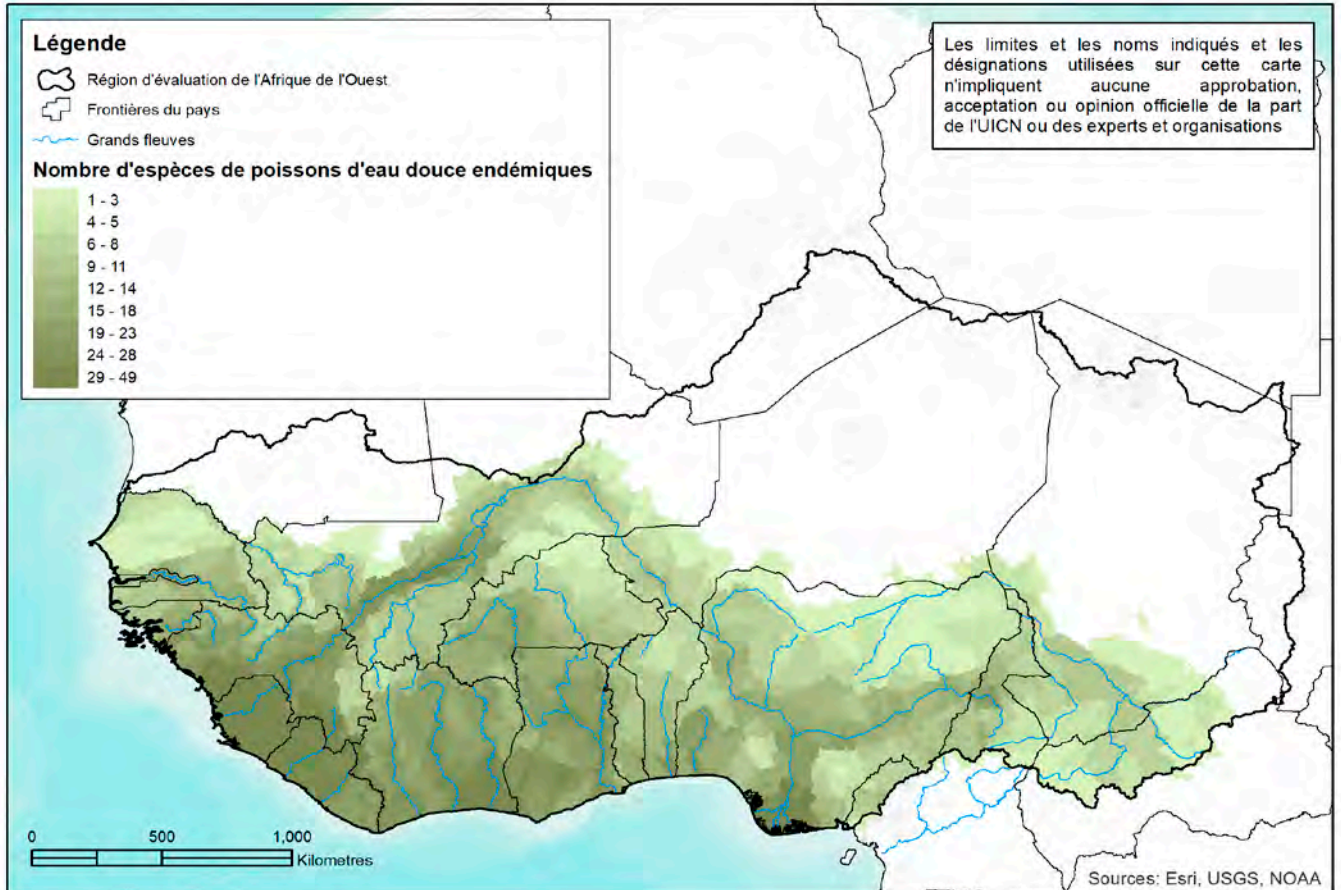 Légende
Région d'évaluation de l'Afrique de l'Ouest
Frontières du pays
Grands fleuves
Nombre d'espèces de poissons d'eau douce endémiques
1 - 3
4 - 5
6 - 8
9 - 11
12 - 14
15 - 18
19 - 23
24 - 28
29 - 49
Les limites et les noms indiqués et les
désignations utilisées sur cette carte
n'impliquent aucune approbation,
acceptation ou opinion officielle de la part
de l'UICN ou des experts et organisations
0 500 1,000
Kilometres
Sources: Esri, USGS, NOAA